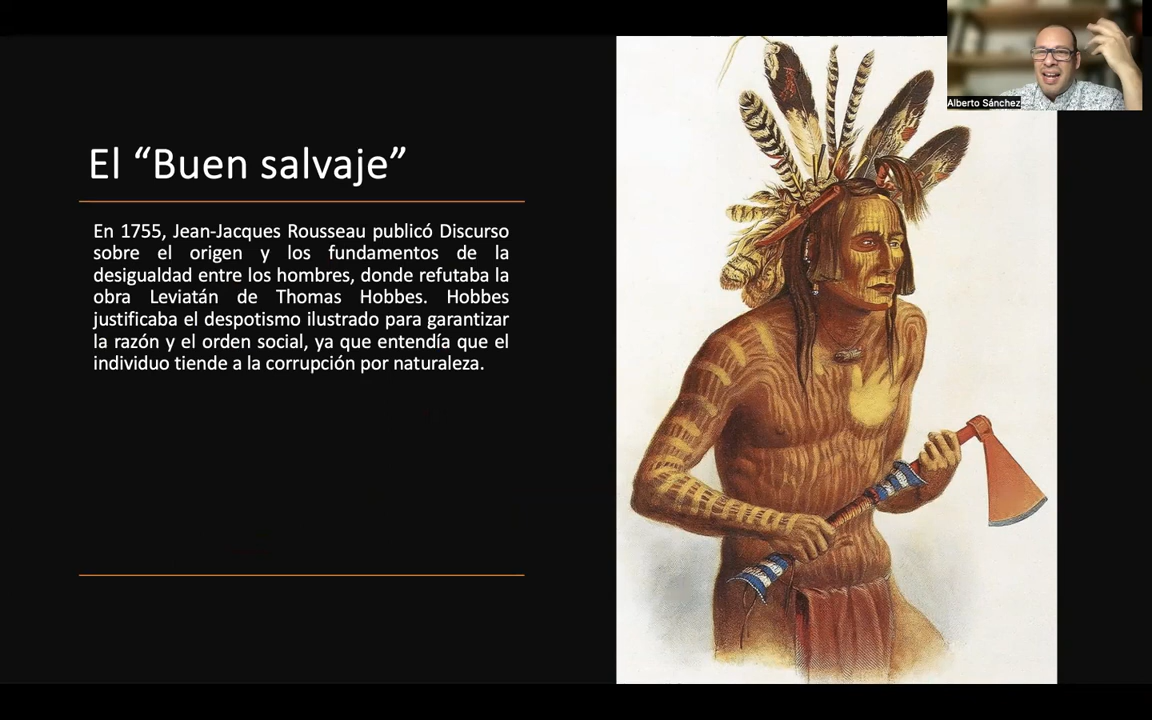 Alberto Sánchez
El “Buen salvaje”
En 1755, Jean-Jacques Rousseau publicó Discurso
sobre el origen y los fundamentos de la
desigualdad entre los hombres, donde refutaba la
obra Leviatán de Thomas Hobbes. Hobbes
justificaba el despotismo ilustrado para garantizar
la razón y el orden social, ya que entendía que el
individuo tiende a la corrupción por naturaleza.